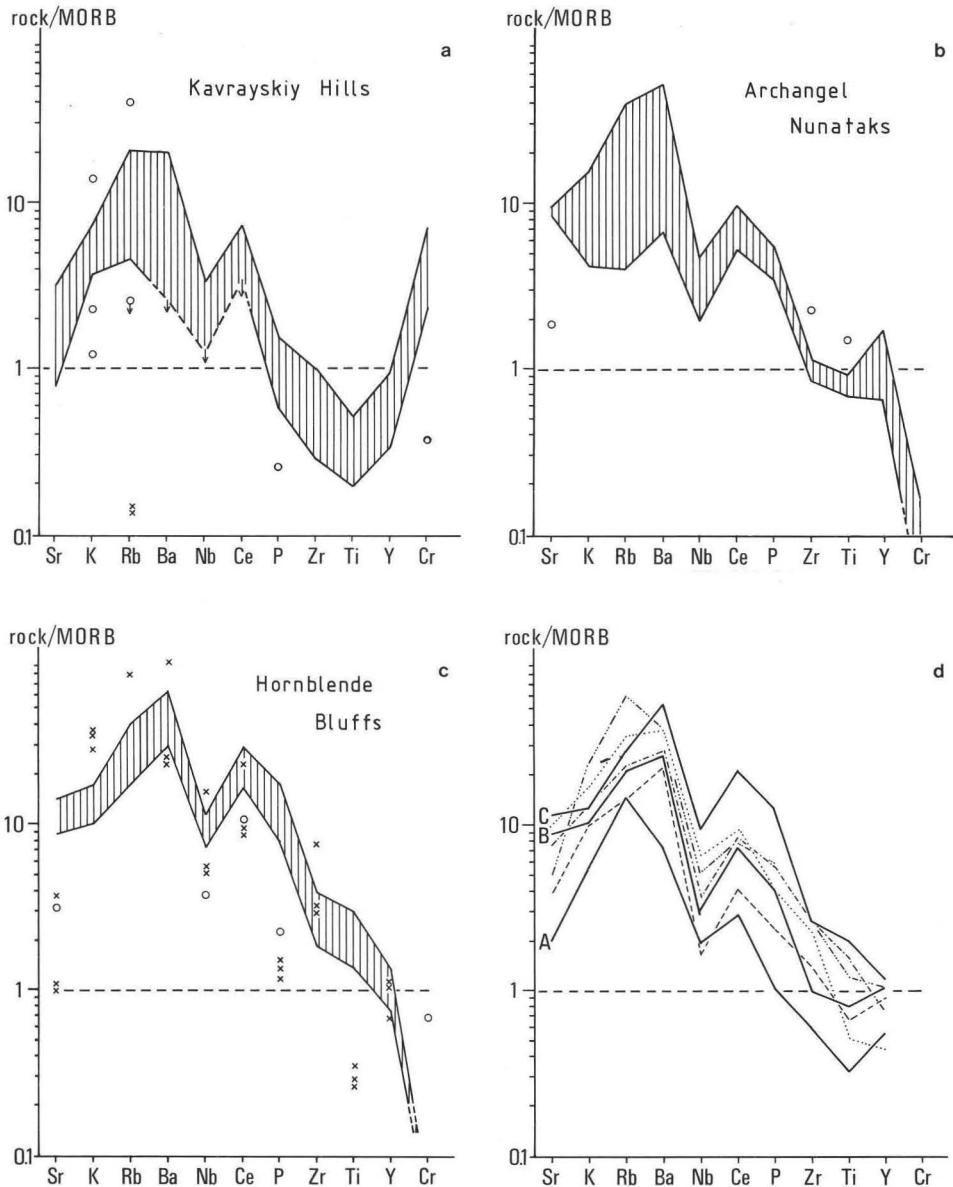 rock/MORB
a
Kavrayskiy Hills
10
1
0.1
Sr K Rb Ba Nb Ce P Zr Ti Y Cr
rock/MORB
b
Archangel
Nunataks
10
1
0.1
Sr K Rb Ba Nb Ce P Zr Ti Y Cr
rock/MORB
c
Hornblende
Bluffs
10
1
0.1
Sr K Rb Ba Nb Ce P Zr Ti Y Cr
rock/MORB
d
10
C
B
A
1
0.1
Sr K Rb Ba Nb Ce P Zr Ti Y Cr